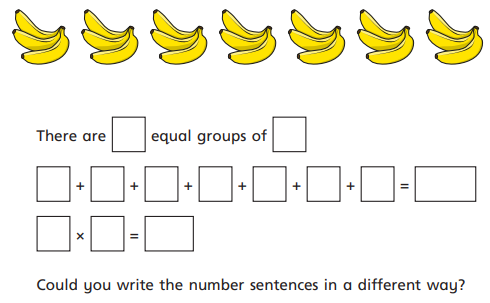 There are equal groups of
+ + + + + + =
× =
Could you write the number sentences in a different way?